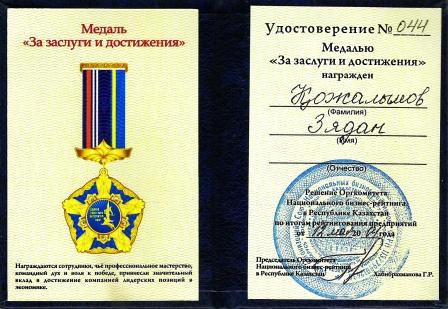 Медаль
«За заслуги и достижения»
Награждаются сотрудники, чьё профессиональное мастерство,
командный дух и воля к победе, принесли значительный
вклад в достижение компанией лидерских позиций в
экономике.
Удостоверение № 044
Медалью
«За заслуги и достижения»
награжден
Кожалымов
(Фамилия)
Зядан
(Имя)
(Отчество)
Решение Оргкомитета
Национального бизнес-рейтинга
в Республике Казахстан
по итогам рейтингования предприятий
от 12 20 года
Председатель Оргкомитета
Национального бизнес-рейтинга
в Республике Казахстан Хабибрахманова Г.Р.